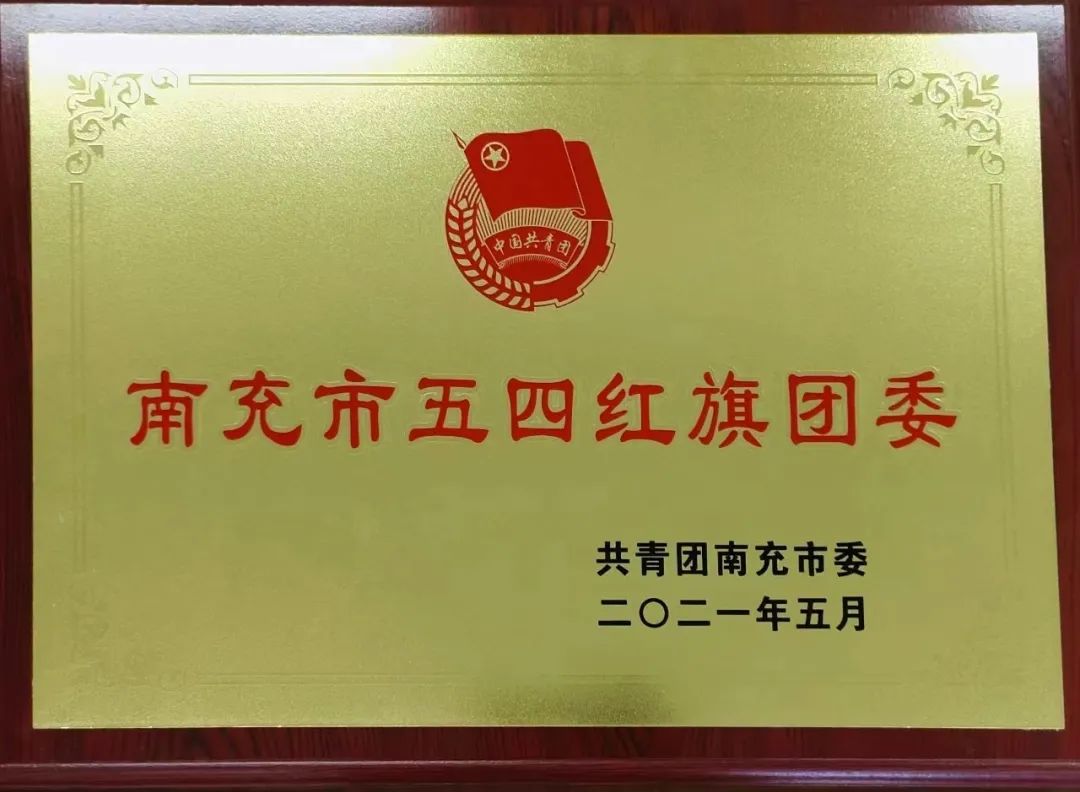 中国共青团
南充市五四红旗团委
共青团南充市委
二〇二一年五月